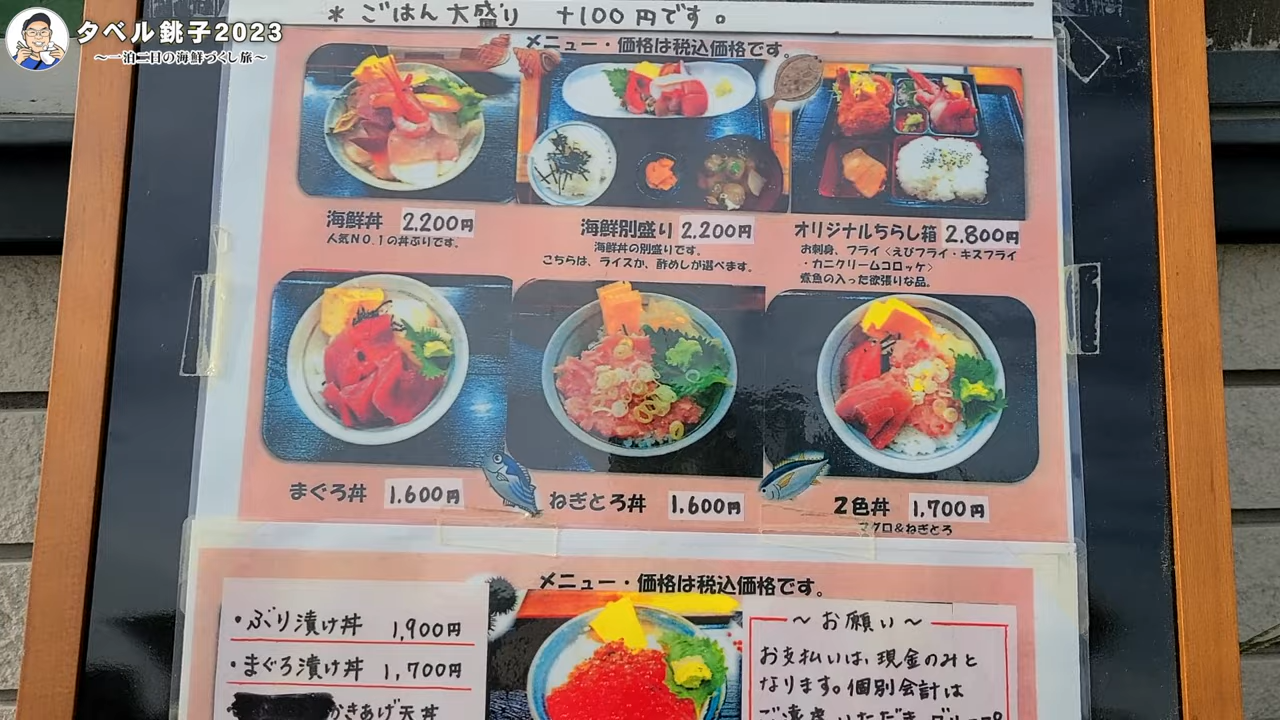 タベル銚子2023
～一泊二日の海鮮づくし旅～
＊ごはん大盛り +100円です。
メニュー・価格は税込価格です。
海鮮丼 2.200円
人気NO.1の丼ぶりです。
海鮮別盛り 2,200円
海鮮丼の別盛りです。
こちらは、ライスか、酢めしが選べます。
オリジナルちらし箱 2.800円
お刺身、フライ〈えびフライ・キスフライ
・カニクリームコロッケ〉
煮魚の入った欲張りな品。
まぐろ丼 1.600円
ねぎとろ丼 1.600円
2色丼 1,700円
マグロ&ねぎとろ
メニュー・価格は税込価格です。
・ぶり漬け丼 1,900円
・まぐろ漬け丼 1,700円
かきあげ天丼
～お願い～
お支払いは、現金のみと
なります。個別会計は